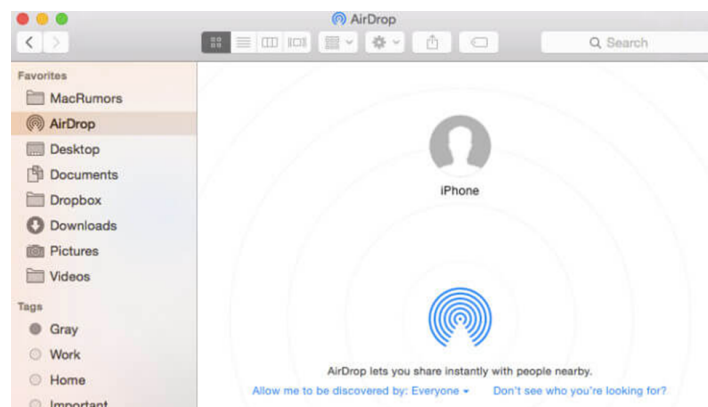 AirDrop
Search
Favorites
MacRumors
AirDrop
Desktop
Documents
Dropbox
Downloads
Pictures
Videos
Tags
Gray
Work
Home
Important
iPhone
AirDrop lets you share instantly with people nearby.
Allow me to be discovered by: Everyone
Don't see who you're looking for?